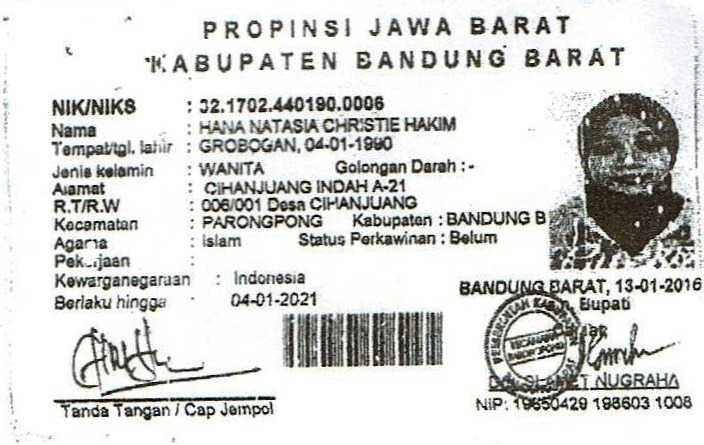 PROPINSI JAWA BARAT
KABUPATEN BANDUNG BARAT
NIK/NIKS : 32.1702.440190.0006
Nama : HANA NATASIA CHRISTIE HAKIM
Tempat/tgl. lahir : GROBOGAN, 04-01-1990
Jenis kelamin : WANITA Golongan Darah : -
Alamat : CIHANJUANG INDAH A-21
R.T/R.W : 006/001 Desa CIHANJUANG
Kecamatan : PARONGPONG Kabupaten : BANDUNG B
Agama : Islam Status Perkawinan : Belum
Pekerjaan :
Kewarganegaraan : Indonesia
Berlaku hingga : 04-01-2021
BANDUNG BARAT, 13-01-2016
Bupati
NUGRAHA
NIP: 19650429 198603 1008
Tanda Tangan / Cap Jempol